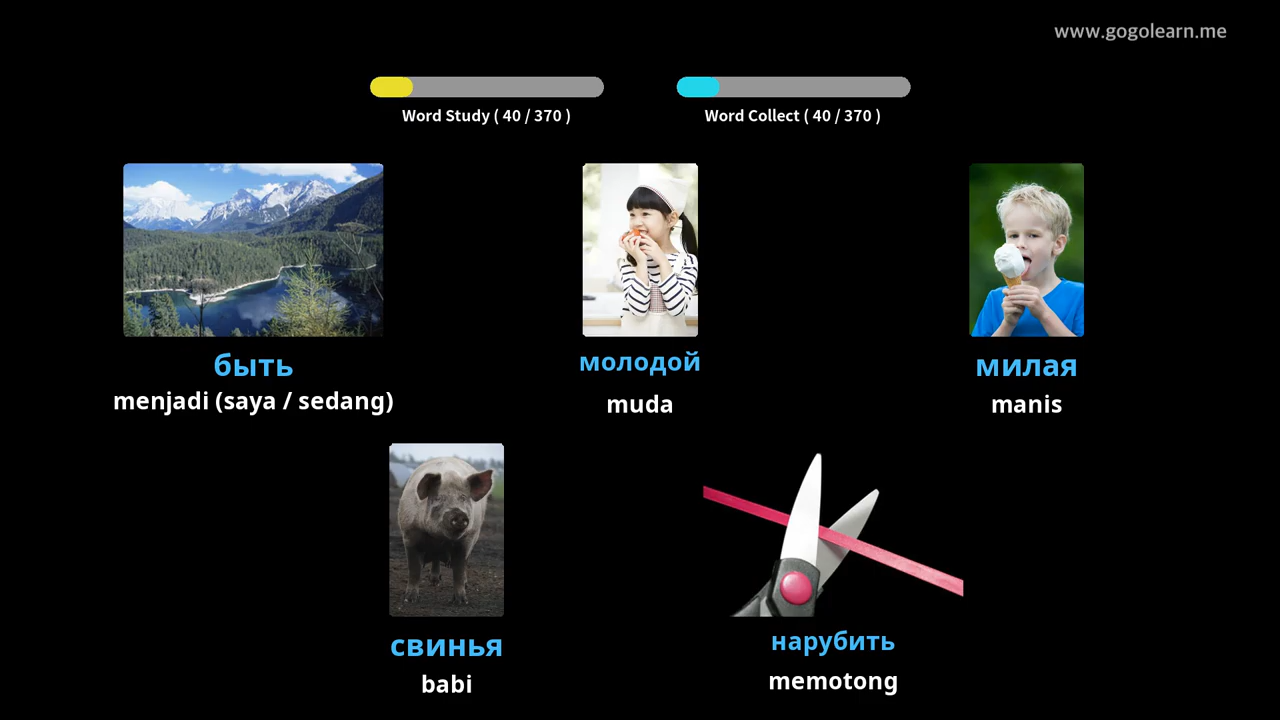 www.gogolearn.me
Word Study ( 40 / 370 )
Word Collect ( 40 / 370 )
быть
menjadi (saya / sedang)
молодой
muda
милая
manis
свинья
babi
нарубить
memotong